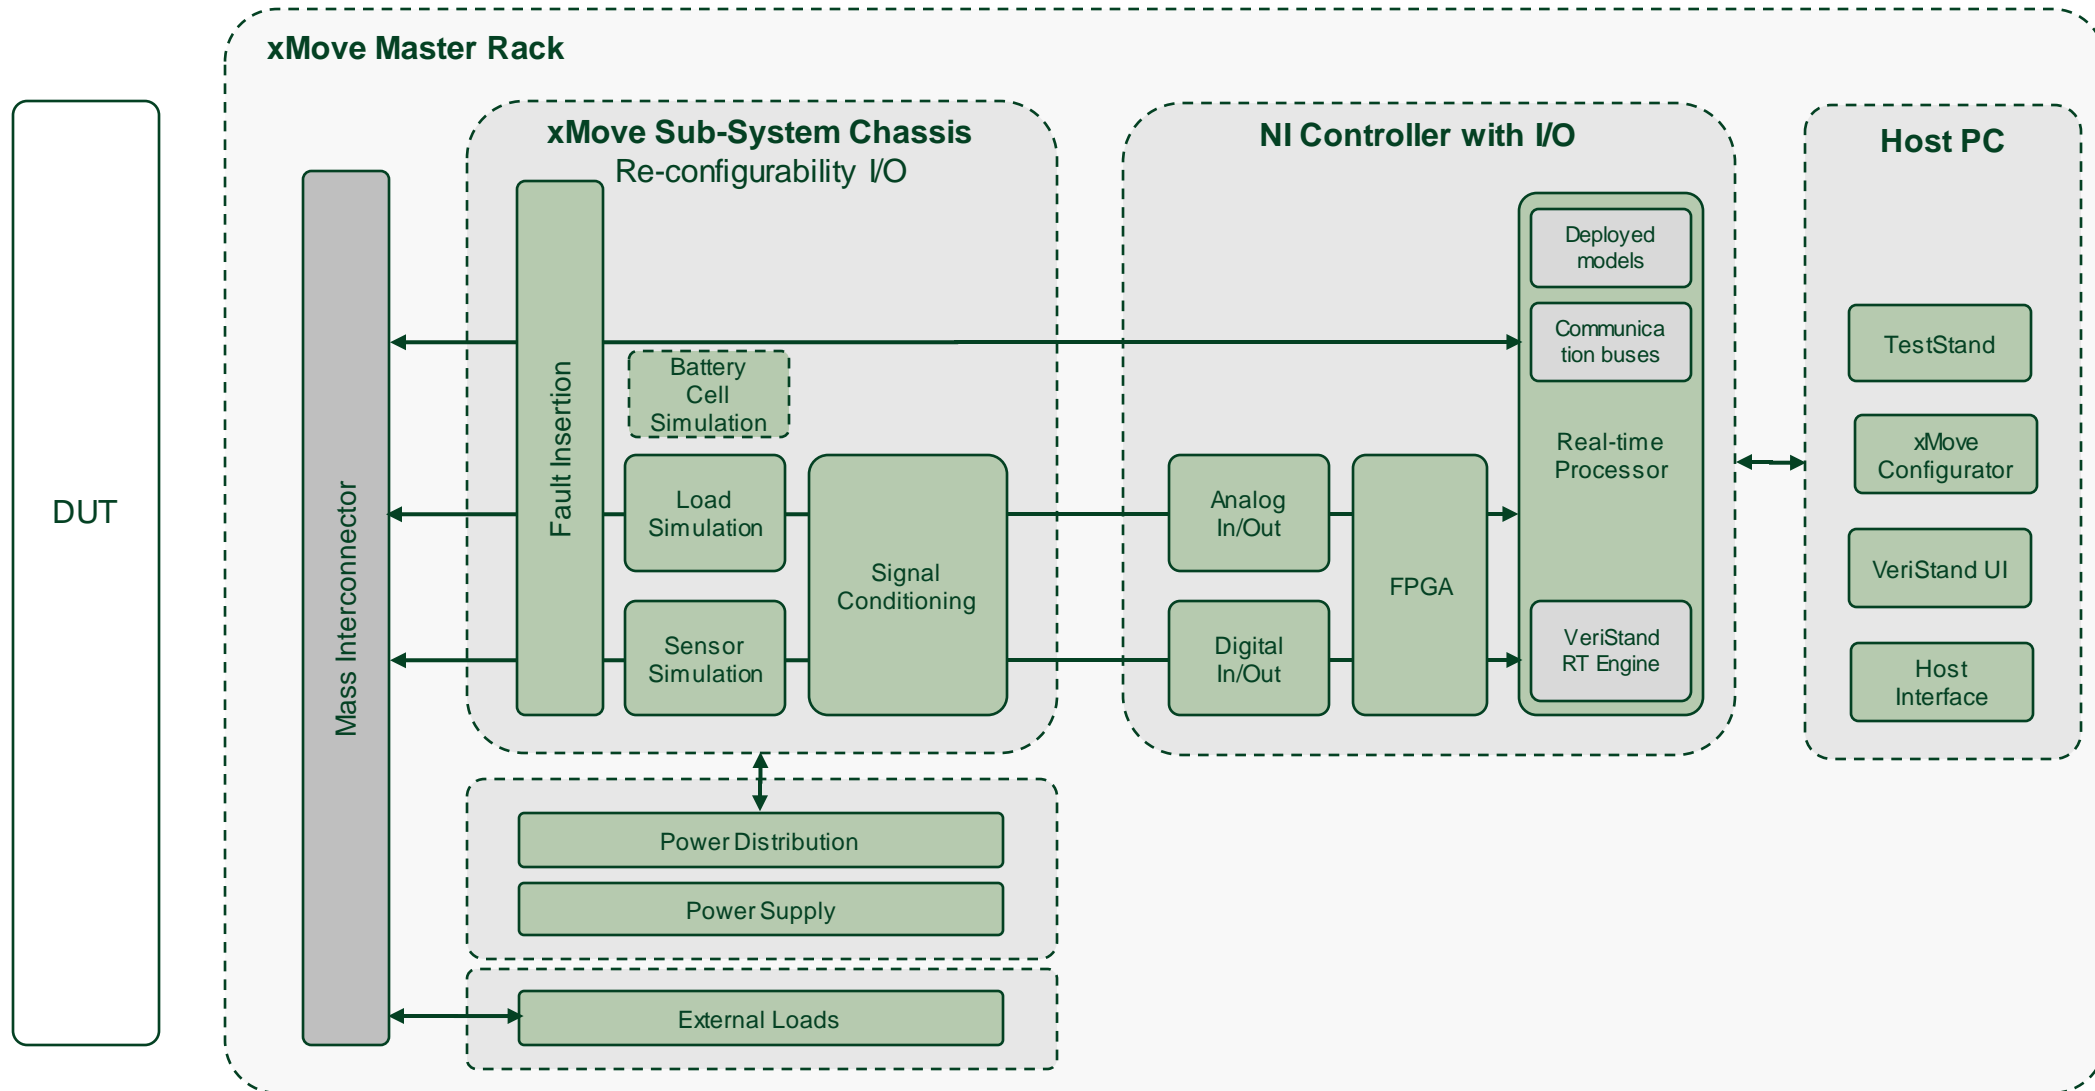 xMove Master Rack
DUT
Mass Interconnector
xMove Sub-System Chassis
Re-configurability I/O
Fault Insertion
Battery
Cell
Simulation
Load
Simulation
Sensor
Simulation
Signal
Conditioning
NI Controller with I/O
Analog
In/Out
Digital
In/Out
FPGA
Deployed
models
Communica
tion buses
Real-time
Processor
VeriStand
RT Engine
Host PC
TestStand
xMove
Configurator
VeriStand UI
Host
Interface
Power Distribution
Power Supply
External Loads